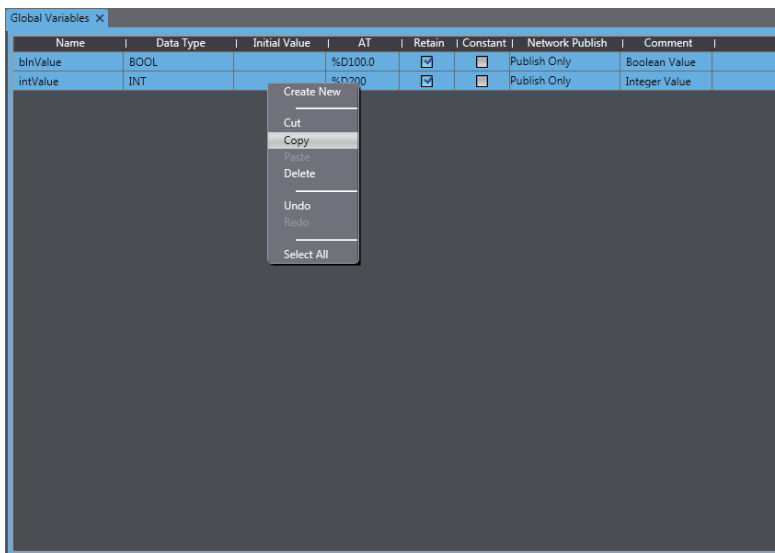 Global Variables X
Name Data Type Initial Value AT Retain Constant Network Publish Comment
blnValue BOOL %D100.0 Publish Only Boolean Value
intValue INT %D200 Publish Only Integer Value
Create New
Cut
Copy
Paste
Delete
Undo
Redo
Select All